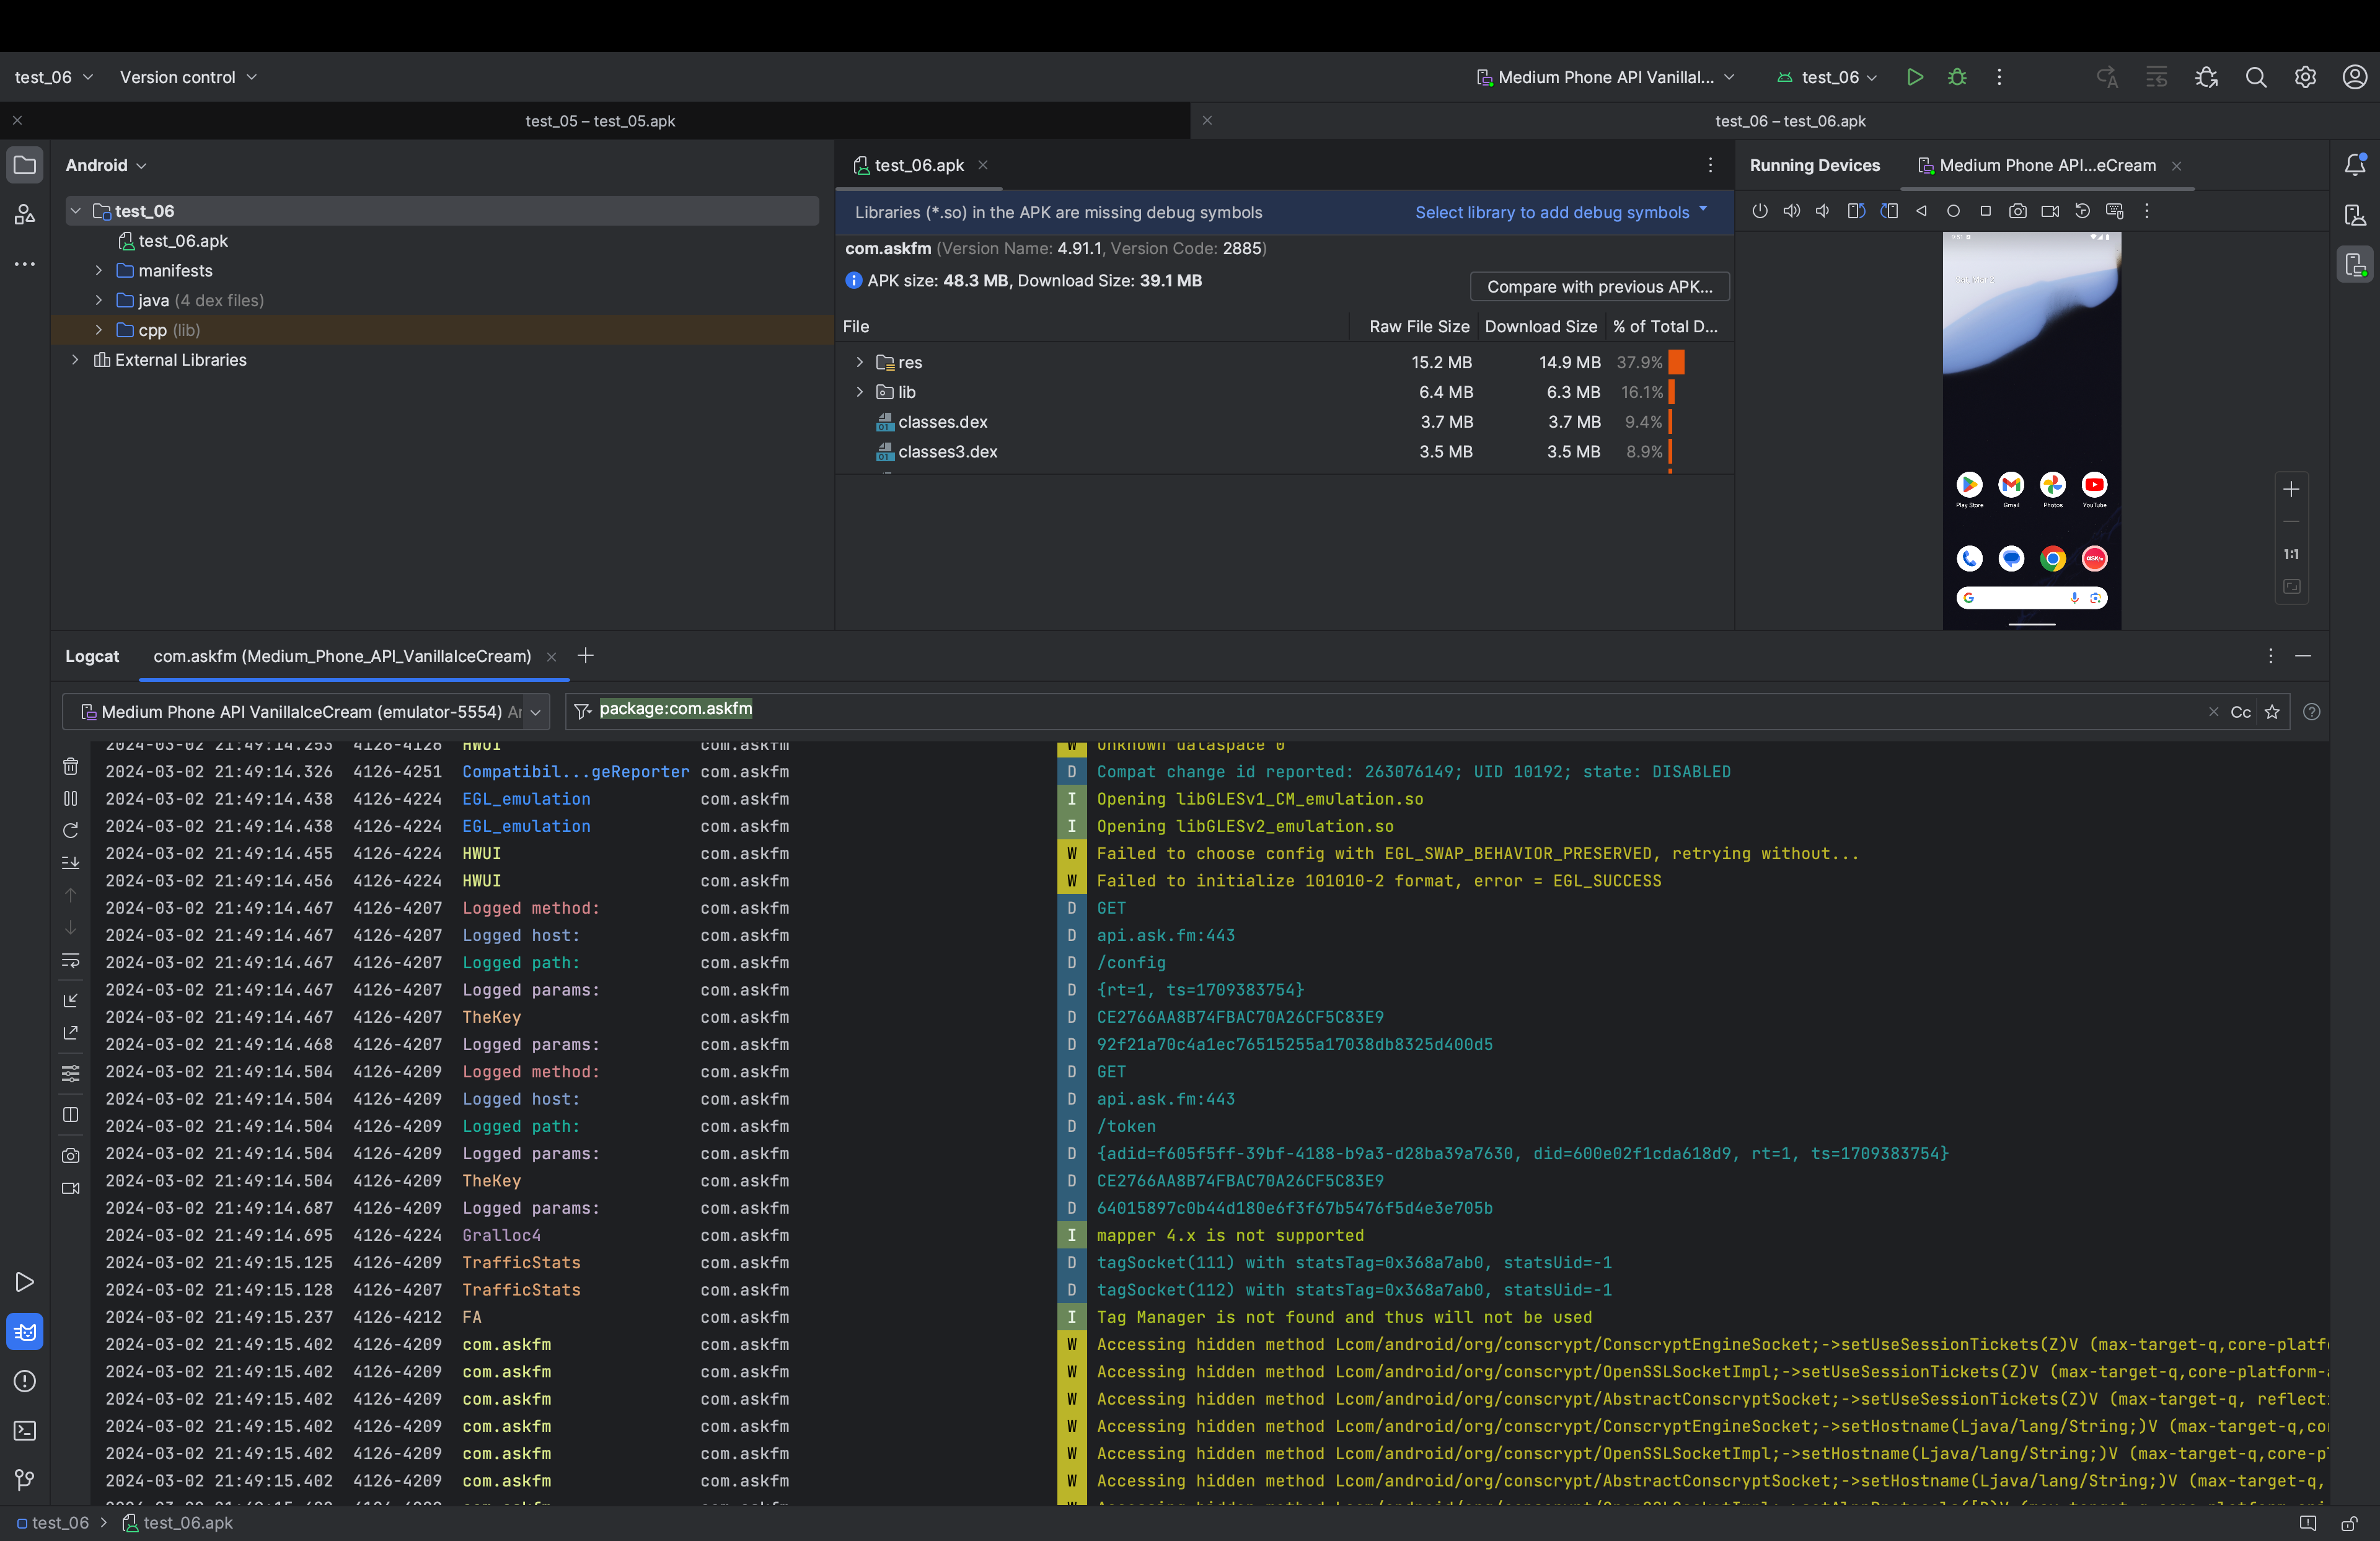 test_06 Version control Medium Phone API Vanillal... test_06
test_05 – test_05.apk test_06 – test_06.apk
Android
test_06
test_06.apk
manifests
java (4 dex files)
cpp (lib)
External Libraries
test_06.apk
Libraries (*.so) in the APK are missing debug symbols Select library to add debug symbols
com.askfm (Version Name: 4.91.1, Version Code: 2885)
APK size: 48.3 MB, Download Size: 39.1 MB
Compare with previous APK...
File Raw File Size Download Size % of Total D...
res 15.2 MB 14.9 MB 37.9%
lib 6.4 MB 6.3 MB 16.1%
classes.dex 3.7 MB 3.7 MB 9.4%
classes3.dex 3.5 MB 3.5 MB 8.9%
Running Devices Medium Phone API...eCream
Play Store Gmail Photos YouTube
1:1
Logcat com.askfm (Medium_Phone_API_VanillaIceCream)
Medium Phone API VanillaIceCream (emulator-5554) Ar package:com.askfm Cc
2024-03-02 21:49:14.253 4126-4126 HWUI com.askfm W Unknown dataspace 0
2024-03-02 21:49:14.326 4126-4251 Compatibil...geReporter com.askfm D Compat change id reported: 263076149; UID 10192; state: DISABLED
2024-03-02 21:49:14.438 4126-4224 EGL_emulation com.askfm I Opening libGLESv1_CM_emulation.so
2024-03-02 21:49:14.438 4126-4224 EGL_emulation com.askfm I Opening libGLESv2_emulation.so
2024-03-02 21:49:14.455 4126-4224 HWUI com.askfm W Failed to choose config with EGL_SWAP_BEHAVIOR_PRESERVED, retrying without...
2024-03-02 21:49:14.456 4126-4224 HWUI com.askfm W Failed to initialize 101010-2 format, error = EGL_SUCCESS
2024-03-02 21:49:14.467 4126-4207 Logged method: com.askfm D GET
2024-03-02 21:49:14.467 4126-4207 Logged host: com.askfm D api.ask.fm:443
2024-03-02 21:49:14.467 4126-4207 Logged path: com.askfm D /config
2024-03-02 21:49:14.467 4126-4207 Logged params: com.askfm D {rt=1, ts=1709383754}
2024-03-02 21:49:14.467 4126-4207 TheKey com.askfm D CE2766AA8B74FBAC70A26CF5C83E9
2024-03-02 21:49:14.468 4126-4207 Logged params: com.askfm D 92f21a70c4a1ec76515255a17038db8325d400d5
2024-03-02 21:49:14.504 4126-4209 Logged method: com.askfm D GET
2024-03-02 21:49:14.504 4126-4209 Logged host: com.askfm D api.ask.fm:443
2024-03-02 21:49:14.504 4126-4209 Logged path: com.askfm D /token
2024-03-02 21:49:14.504 4126-4209 Logged params: com.askfm D {adid=f605f5ff-39bf-4188-b9a3-d28ba39a7630, did=600e02f1cda618d9, rt=1, ts=1709383754}
2024-03-02 21:49:14.504 4126-4209 TheKey com.askfm D CE2766AA8B74FBAC70A26CF5C83E9
2024-03-02 21:49:14.687 4126-4209 Logged params: com.askfm D 64015897c0b44d180e6f3f67b5476f5d4e3e705b
2024-03-02 21:49:14.695 4126-4224 Gralloc4 com.askfm I mapper 4.x is not supported
2024-03-02 21:49:15.125 4126-4209 TrafficStats com.askfm D tagSocket(111) with statsTag=0x368a7ab0, statsUid=-1
2024-03-02 21:49:15.128 4126-4207 TrafficStats com.askfm D tagSocket(112) with statsTag=0x368a7ab0, statsUid=-1
2024-03-02 21:49:15.237 4126-4212 FA com.askfm I Tag Manager is not found and thus will not be used
2024-03-02 21:49:15.402 4126-4209 com.askfm com.askfm W Accessing hidden method Lcom/android/org/conscrypt/ConscryptEngineSocket;->setUseSessionTickets(Z)V (max-target-q,core-platf
2024-03-02 21:49:15.402 4126-4209 com.askfm com.askfm W Accessing hidden method Lcom/android/org/conscrypt/OpenSSLSocketImpl;->setUseSessionTickets(Z)V (max-target-q,core-platform-
2024-03-02 21:49:15.402 4126-4209 com.askfm com.askfm W Accessing hidden method Lcom/android/org/conscrypt/AbstractConscryptSocket;->setUseSessionTickets(Z)V (max-target-q, reflect
2024-03-02 21:49:15.402 4126-4209 com.askfm com.askfm W Accessing hidden method Lcom/android/org/conscrypt/ConscryptEngineSocket;->setHostname(Ljava/lang/String;)V (max-target-q,co
2024-03-02 21:49:15.402 4126-4209 com.askfm com.askfm W Accessing hidden method Lcom/android/org/conscrypt/OpenSSLSocketImpl;->setHostname(Ljava/lang/String;)V (max-target-q,core-p
2024-03-02 21:49:15.402 4126-4209 com.askfm com.askfm W Accessing hidden method Lcom/android/org/conscrypt/AbstractConscryptSocket;->setHostname(Ljava/lang/String;)V (max-target-q,
test_06 > test_06.apk